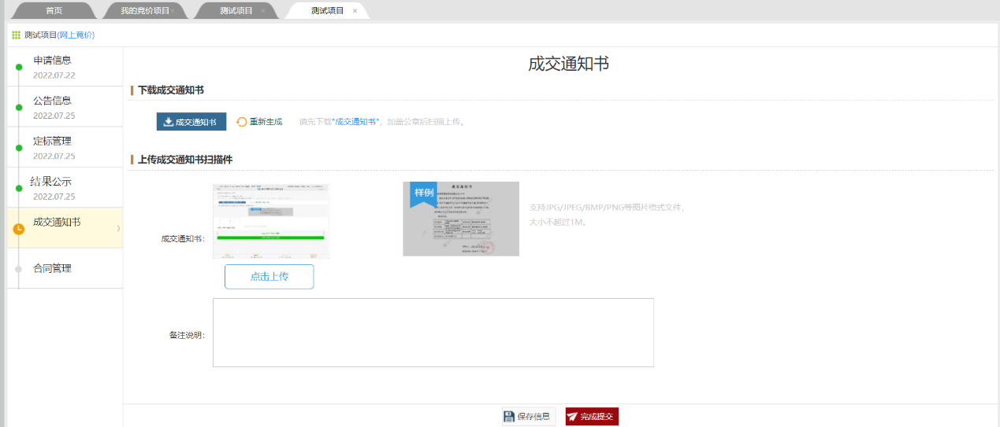 首页
我的竞价项目×
测试项目 ×
测试项目 ×
测试项目(网上竞价)
申请信息
2022.07.22
公告信息
2022.07.25
定标管理
2022.07.25
结果公示
2022.07.25
成交通知书
合同管理
成交通知书
下载成交通知书
成交通知书 重新生成 请先下载"成交通知书"，加盖公章后扫描上传。
上传成交通知书扫描件
成交通知书：
样例
成交通知书
支持JPG/JPEG/BMP/PNG等图片格式文件，
大小不超过1M。
点击上传
备注说明：
保存信息
完成提交